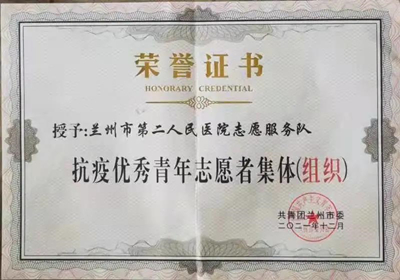 荣誉证书
HONORARY CREDENTIAL
授予:兰州市第二人民医院志愿服务队
抗疫优秀青年志愿者集体(组织)
共青团兰州市委
二〇二一年十二月